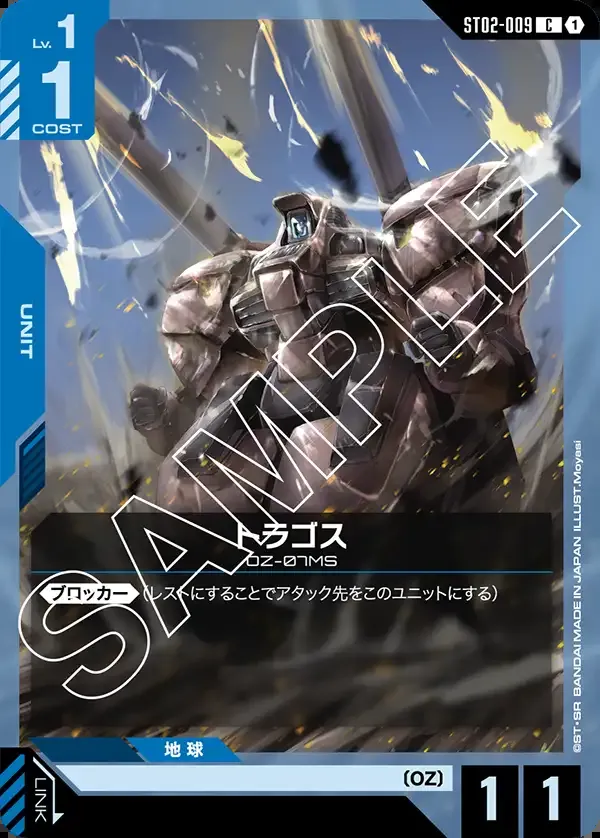 ST02-009 C 1
Lv. 1
1
COST
UNIT
SAMPLE
トラゴス
OZ-07MS
ブロッカー (レストにすることでアタック先をこのユニットにする)
©ST・SR BANDAI MADE IN JAPAN ILLUST.Moyasi
地球
LINK
〔OZ〕
1 1